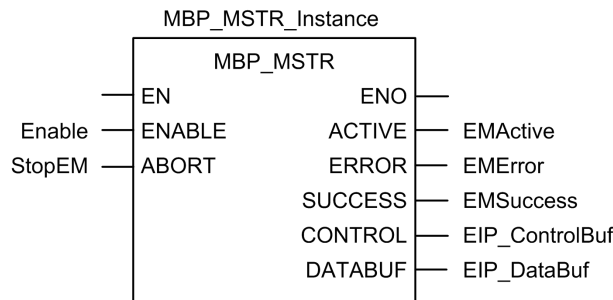 MBP_MSTR_Instance
MBP_MSTR
EN ENO
Enable ENABLE ACTIVE EMActive
StopEM ABORT ERROR EMError
SUCCESS EMSuccess
CONTROL EIP_ControlBuf
DATABUF EIP_DataBuf